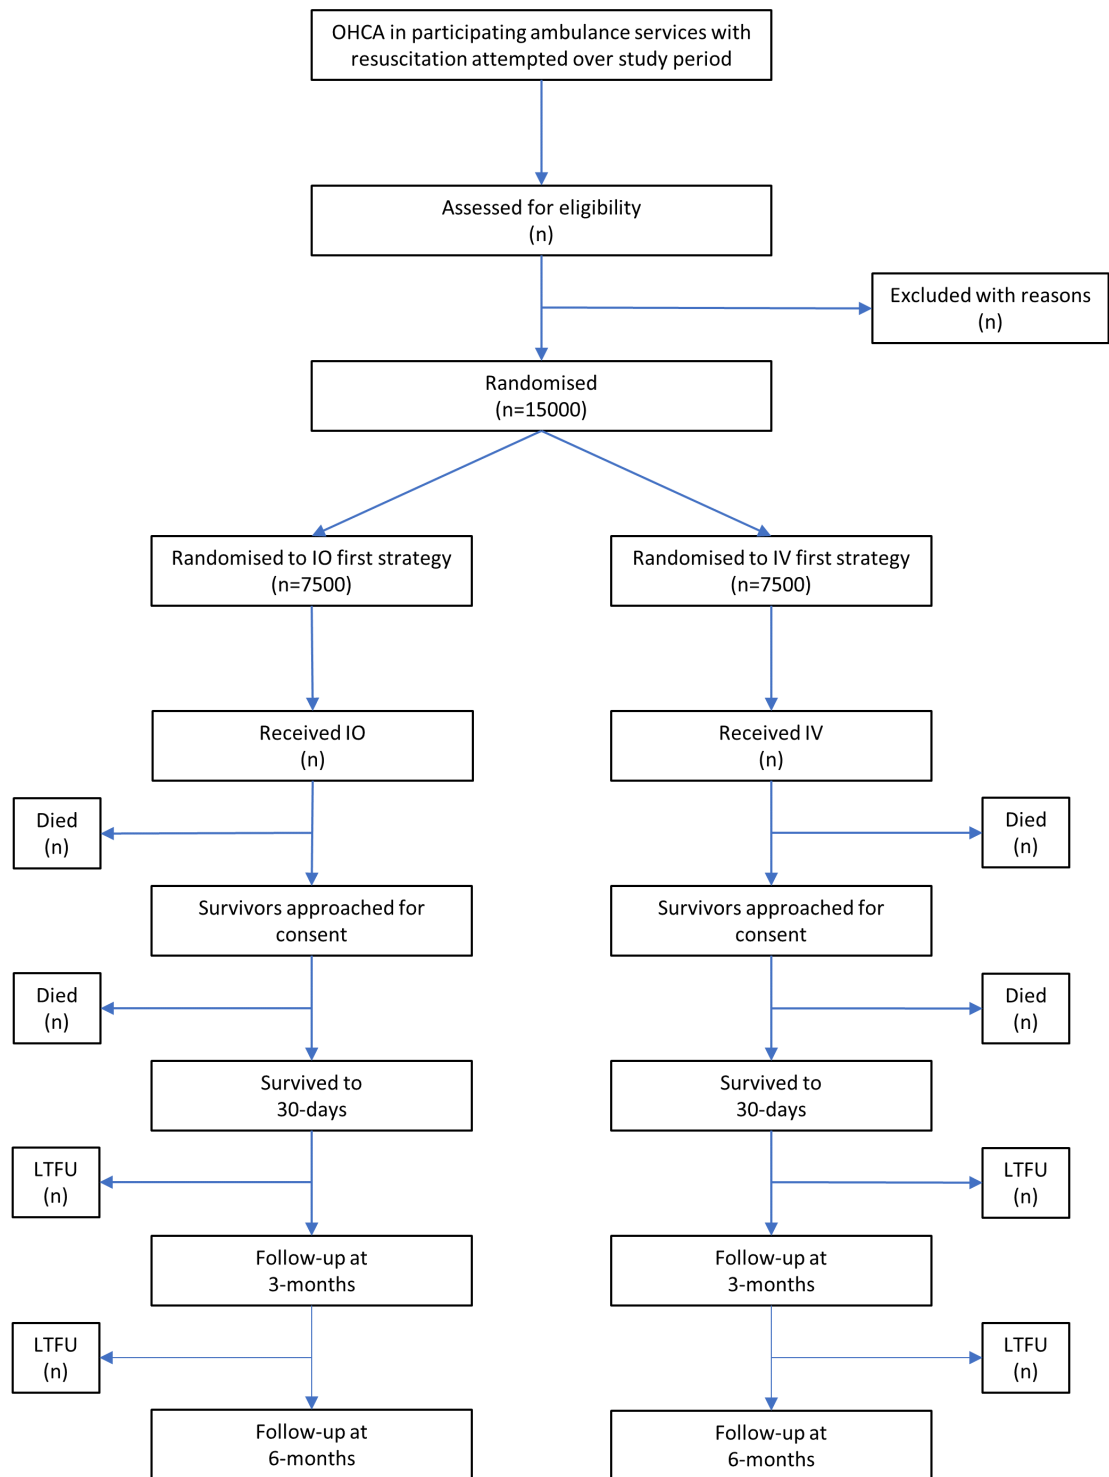 OHCA in participating ambulance services with
resuscitation attempted over study period
Assessed for eligibility
(n)
Excluded with reasons
(n)
Randomised
(n=15000)
Randomised to IO first strategy
(n=7500)
Randomised to IV first strategy
(n=7500)
Received IO
(n)
Received IV
(n)
Died
(n)
Died
(n)
Survivors approached for
consent
Survivors approached for
consent
Died
(n)
Died
(n)
Survived to
30-days
Survived to
30-days
LTFU
(n)
LTFU
(n)
Follow-up at
3-months
Follow-up at
3-months
LTFU
(n)
LTFU
(n)
Follow-up at
6-months
Follow-up at
6-months